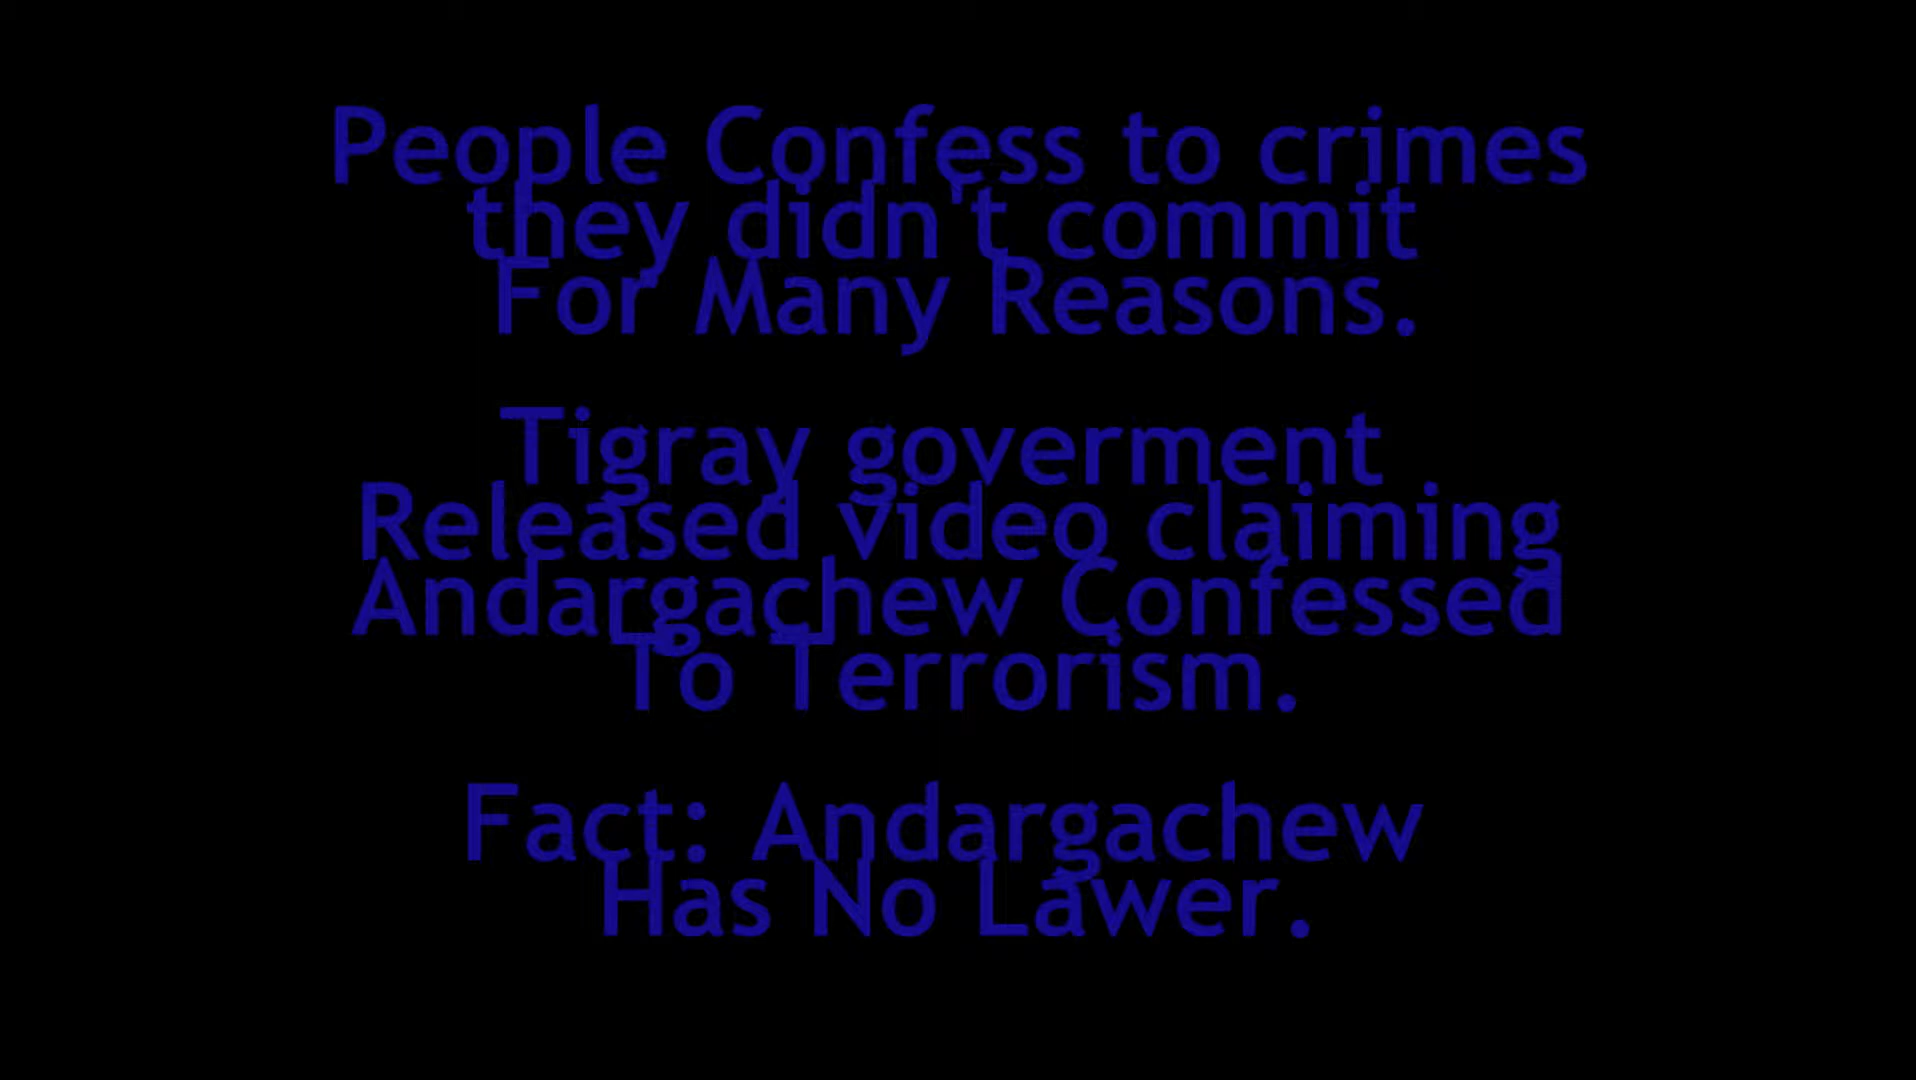 People Confess to crimes
they didn't commit
For Many Reasons.
Tigray goverment
Released video claiming
Andargachew Confessed
To Terrorism.
Fact: Andargachew
Has No Lawer.